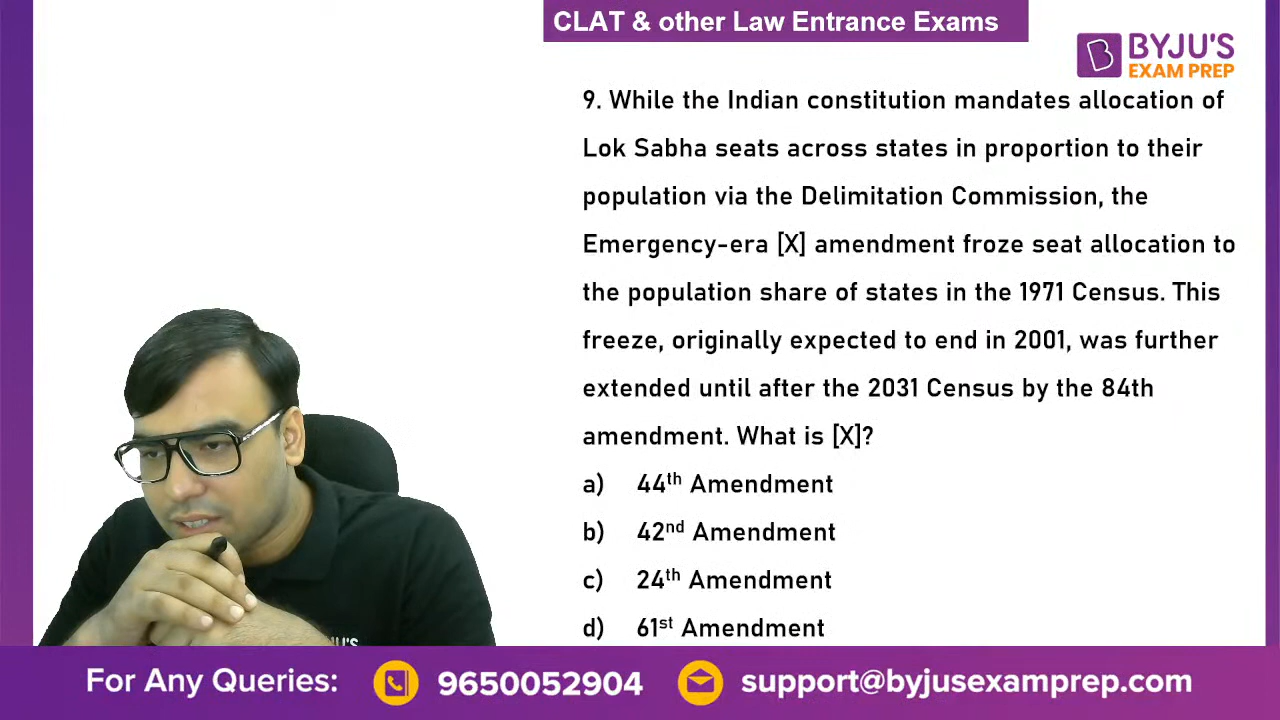 CLAT & other Law Entrance Exams
BYJU'S
EXAM PREP
9. While the Indian constitution mandates allocation of
Lok Sabha seats across states in proportion to their
population via the Delimitation Commission, the
Emergency-era [X] amendment froze seat allocation to
the population share of states in the 1971 Census. This
freeze, originally expected to end in 2001, was further
extended until after the 2031 Census by the 84th
amendment. What is [X]?
a) 44th Amendment
b) 42nd Amendment
c) 24th Amendment
d) 61st Amendment
For Any Queries: 9650052904 support@byjusexamprep.com